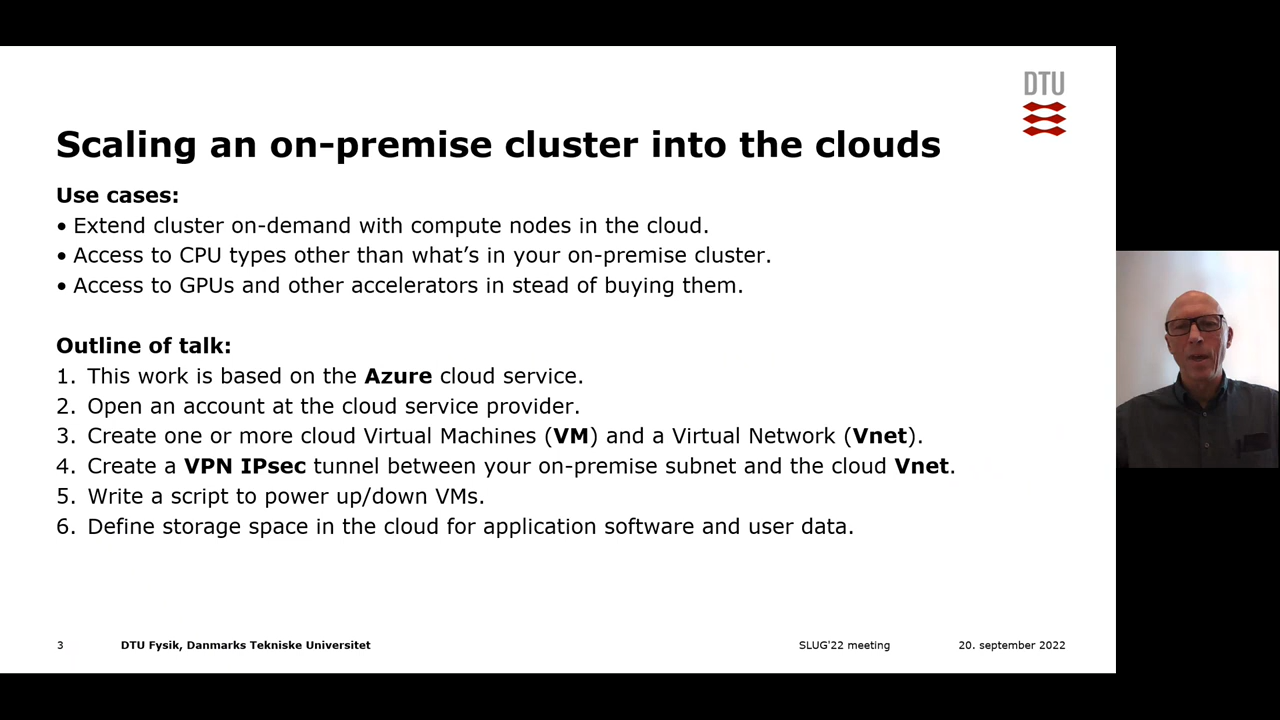 DTU
Scaling an on-premise cluster into the clouds
Use cases:
• Extend cluster on-demand with compute nodes in the cloud.
• Access to CPU types other than what’s in your on-premise cluster.
• Access to GPUs and other accelerators in stead of buying them.
Outline of talk:
1. This work is based on the Azure cloud service.
2. Open an account at the cloud service provider.
3. Create one or more cloud Virtual Machines (VM) and a Virtual Network (Vnet).
4. Create a VPN IPsec tunnel between your on-premise subnet and the cloud Vnet.
5. Write a script to power up/down VMs.
6. Define storage space in the cloud for application software and user data.
3 DTU Fysik, Danmarks Tekniske Universitet SLUG'22 meeting 20. september 2022